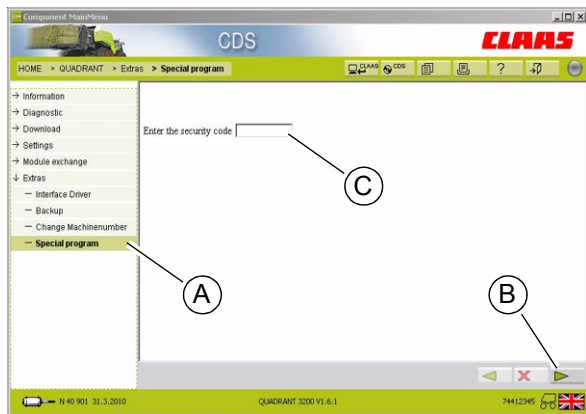 Component MainMenu
CDS
CLAAS
HOME > QUADRANT > Extras > Special program
CLAAS CDS ?
→ Information
→ Diagnostic
→ Download
→ Settings
→ Module exchange
↓ Extras
− Interface Driver
− Backup
− Change Machinenumber
− Special program
Enter the security code
C
A
B
N 40 901 31.3.2010 QUADRANT 3200 V1.6.1 74412345